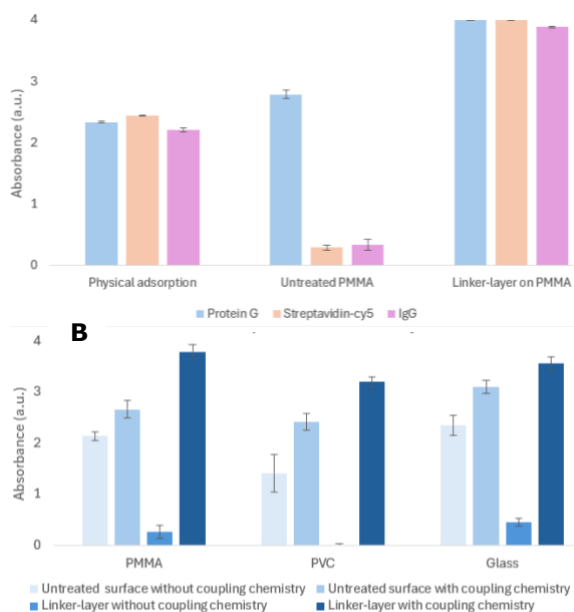 4
3
2
1
0
Absorbance (a.u.)
Physical adsorption Untreated PMMA Linker-layer on PMMA
Protein G Streptavidin-cy5 IgG
B
4
3
2
1
0
Absorbance (a.u.)
PMMA PVC Glass
Untreated surface without coupling chemistry Untreated surface with coupling chemistry
Linker-layer without coupling chemistry Linker-layer with coupling chemistry